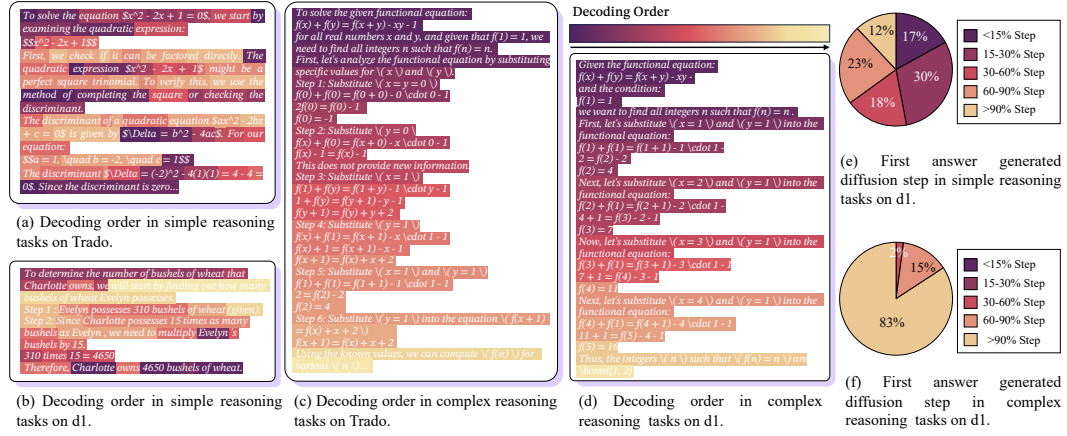 To solve the equation $x^2 - 2x + 1 = 0$, we start by
examining the quadratic expression:
$$x^2 - 2x + 1$$
First, we check if it can be factored directly. The
quadratic expression $x^2 - 2x + 1$ might be a
perfect square trinomial. To verify this, we use the
method of completing the square or checking the
discriminant.
The discriminant of a quadratic equation $ax^2 - 2bx
+ c = 0$ is given by $\Delta = b^2 - 4ac$. For our
equation:
$$a = 1, \quad b = -2, \quad c = 1$$
The discriminant $\Delta = (-2)^2 - 4(1)(1) = 4 - 4 =
0$. Since the discriminant is zero...
(a) Decoding order in simple reasoning
tasks on Trado.
To determine the number of bushels of wheat that
Charlotte owns, we will start by finding out how many
bushels of wheat Evelyn possesses.
Step 1 : Evelyn possesses 310 bushels of wheat (given).
Step 2: Since Charlotte possesses 15 times as many
bushels as Evelyn , we need to multiply Evelyn 's
bushels by 15.
310 times 15 = 4650
Therefore, Charlotte owns 4650 bushels of wheat.
(b) Decoding order in simple reasoning
tasks on d1.
To solve the given functional equation:
f(x) + f(y) = f(x + y) - xy - 1
for all real numbers x and y, and given that f(1) = 1, we
need to find all integers n such that f(n) = n.
First, let's analyze the functional equation by substituting
specific values for \( x \) and \( y \).
Step 1: Substitute \( x = y = 0 \)
f(0) + f(0) = f(0 + 0) - 0 \cdot 0 - 1
2f(0) = f(0) - 1
f(0) = -1
Step 2: Substitute \( y = 0 \)
f(x) + f(0) = f(x + 0) - x \cdot 0 - 1
f(x) - 1 = f(x) - 1
This does not provide new information.
Step 3: Substitute \( x = 1 \)
f(1) + f(y) = f(1 + y) - 1 \cdot y - 1
1 + f(y) = f(y + 1) - y - 1
f(y + 1) = f(y) + y + 2
Step 4: Substitute \( y = 1 \)
f(x) + f(1) = f(x + 1) - x \cdot 1 - 1
f(x) + 1 = f(x + 1) - x - 1
f(x + 1) = f(x) + x + 2
Step 5: Substitute \( x = 1 \) and \( y = 1 \)
f(1) + f(1) = f(1 + 1) - 1 \cdot 1 - 1
2 = f(2) - 2
f(2) = 4
Step 6: Substitute \( y = 1 \) into the equation \( f(x + 1)
= f(x) + x + 2 \)
f(x + 1) = f(x) + x + 2
Using the known values, we can compute \( f(n) \) for
various \( n \)...
(c) Decoding order in complex reasoning
tasks on Trado.
Decoding Order
Given the functional equation:
f(x) + f(y) = f(x + y) - xy -
and the condition:
f(1) = 1
we want to find all integers n such that f(n) = n .
First, let's substitute \( x = 1 \) and \( y = 1 \) into the
functional equation:
f(1) + f(1) = f(1 + 1) - 1 \cdot 1 -
2 = f(2) - 2
f(2) = 4
Next, let's substitute \( x = 2 \) and \( y = 1 \) into the
functional equation:
f(2) + f(1) = f(2 + 1) - 2 \cdot 1 -
4 + 1 = f(3) - 2 - 1
f(3) = 7
Now, let's substitute \( x = 3 \) and \( y = 1 \) into the
functional equation:
f(3) + f(1) = f(3 + 1) - 3 \cdot 1 -
7 + 1 = f(4) - 3 - 1
f(4) = 11
Next, let's substitute \( x = 4 \) and \( y = 1 \) into the
functional equation:
f(4) + f(1) = f(4 + 1) - 4 \cdot 1 -
11 + 1 = f(5) - 4 - 1
f(5) = 16
Thus, the integers \( n \) such that \( f(n) = n \) are
\boxed{1, 2}
(d) Decoding order in complex
reasoning tasks on d1.
12%
17%
23%
30%
18%
<15% Step
15-30% Step
30-60% Step
60-90% Step
>90% Step
(e) First answer generated
diffusion step in simple reasoning
tasks on d1.
2%
15%
83%
<15% Step
15-30% Step
30-60% Step
60-90% Step
>90% Step
(f) First answer generated
diffusion step in complex
reasoning tasks on d1.